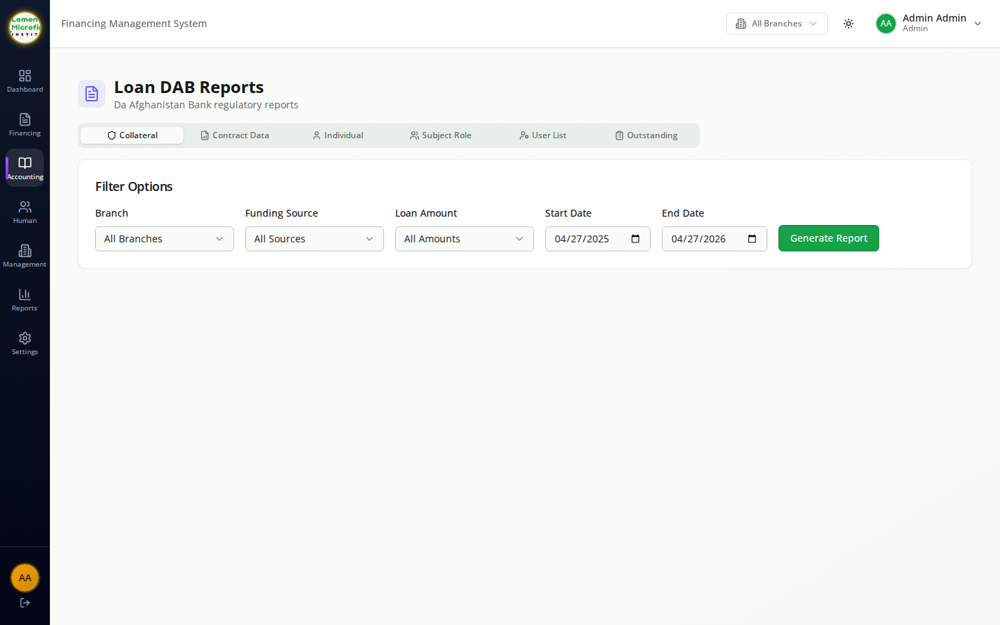 Lamen
Microfi
INSTIT
Financing Management System
All Branches
AA
Admin Admin
Admin
Dashboard
Financing
Accounting
Human
Management
Reports
Settings
AA
Loan DAB Reports
Da Afghanistan Bank regulatory reports
Collateral
Contract Data
Individual
Subject Role
User List
Outstanding
Filter Options
Branch
Funding Source
Loan Amount
Start Date
End Date
All Branches
All Sources
All Amounts
04/27/2025
04/27/2026
Generate Report